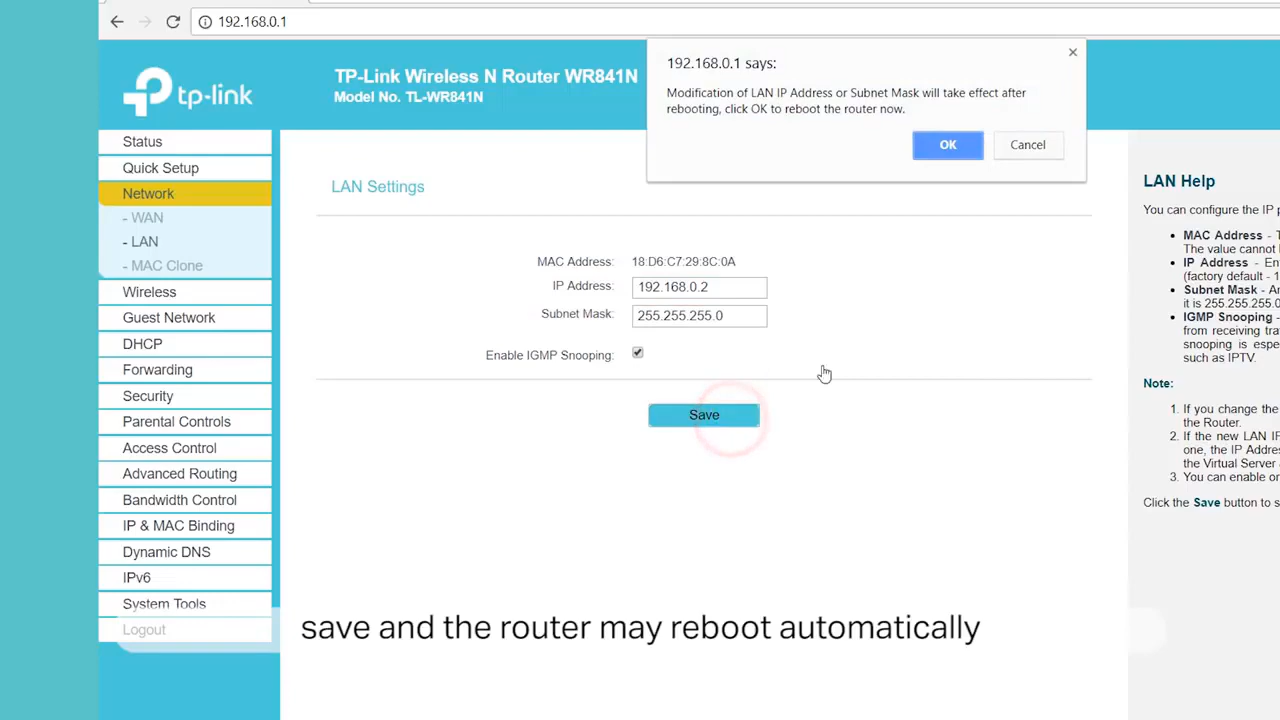 192.168.0.1
tp-link
TP-Link Wireless N Router WR841N
Model No. TL-WR841N
192.168.0.1 says:
Modification of LAN IP Address or Subnet Mask will take effect after
rebooting, click OK to reboot the router now.
OK
Cancel
Status
Quick Setup
Network
- WAN
- LAN
- MAC Clone
Wireless
Guest Network
DHCP
Forwarding
Security
Parental Controls
Access Control
Advanced Routing
Bandwidth Control
IP & MAC Binding
Dynamic DNS
IPv6
System Tools
Logout
LAN Settings
MAC Address: 18:D6:C7:29:8C:0A
IP Address: 192.168.0.2
Subnet Mask: 255.255.255.0
Enable IGMP Snooping:
Save
LAN Help
You can configure the IP p
MAC Address - T
The value cannot
IP Address - En
(factory default - 1
Subnet Mask - A
it is 255.255.255.0
IGMP Snooping -
from receiving tra
snooping is espe
such as IPTV.
Note:
1. If you change the
the Router.
2. If the new LAN IP
one, the IP Addres
the Virtual Server
3. You can enable or
Click the Save button to s
save and the router may reboot automatically